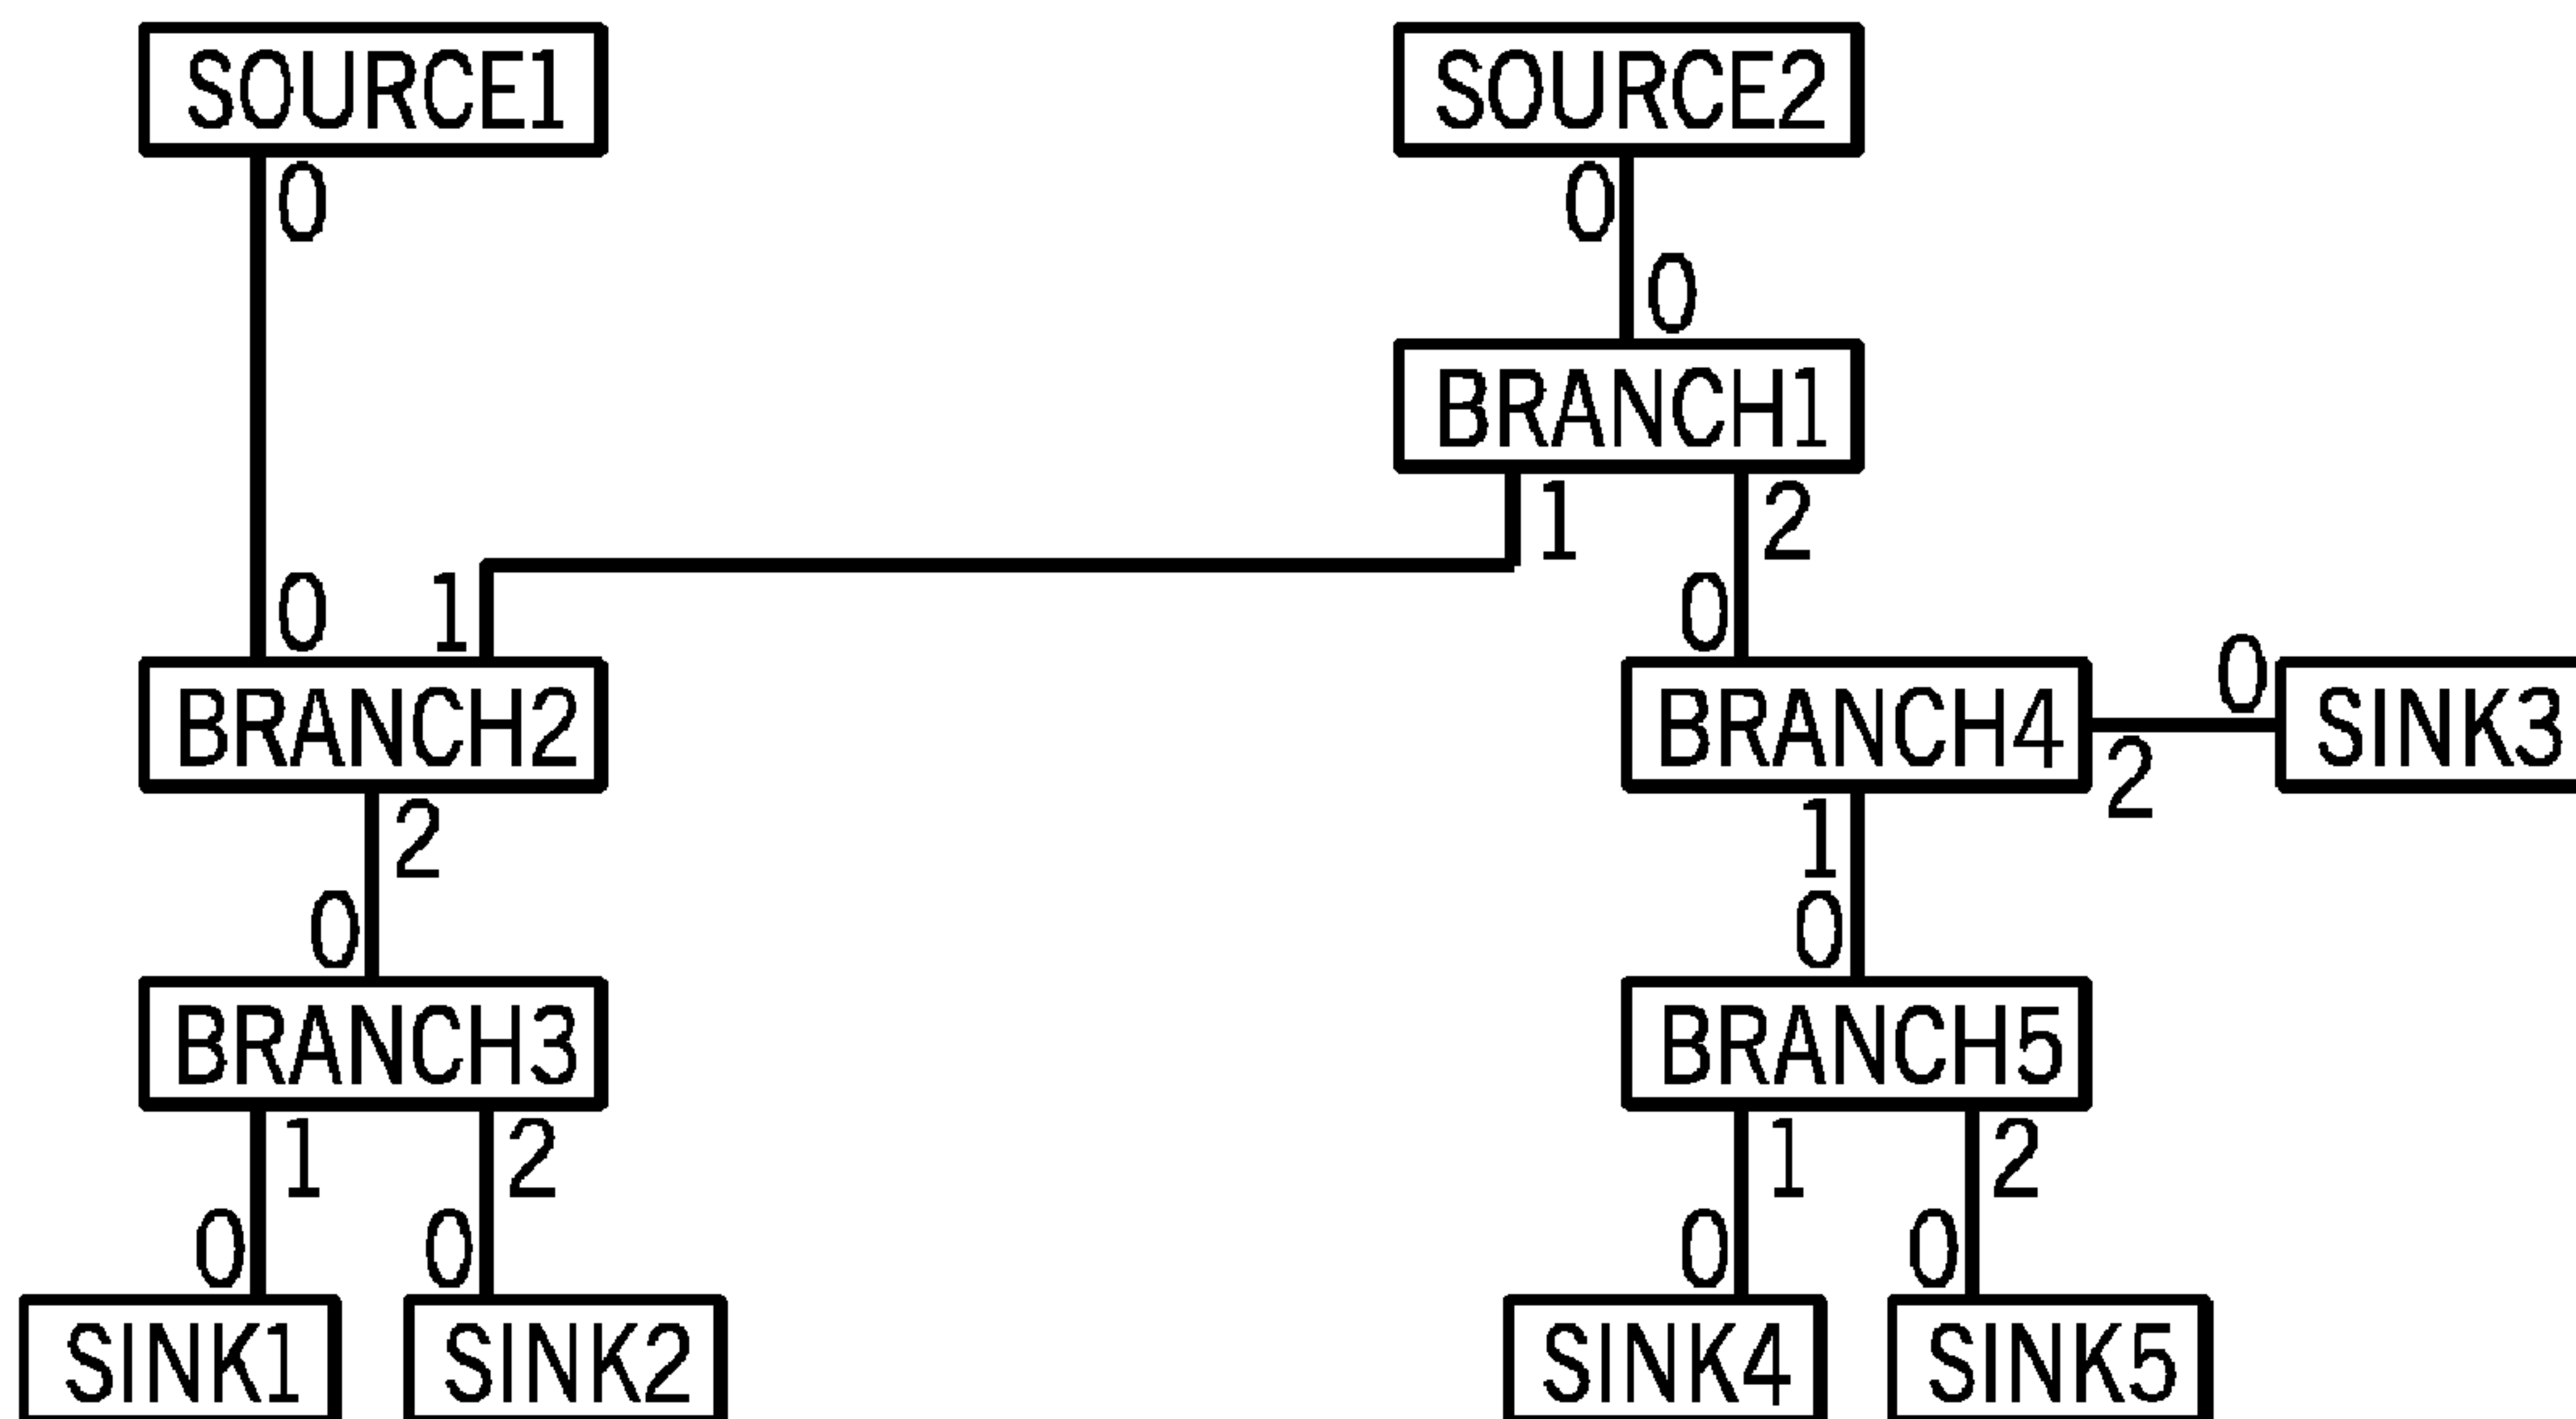 SOURCE1 SOURCE2
0 0
0
BRANCH1
1 2
0 1 0
0
BRANCH2 BRANCH4 SINK3
2
2 1
0 0
BRANCH3 BRANCH5
1 2 1 2
0 0 0 0
SINK1 SINK2 SINK4 SINK5